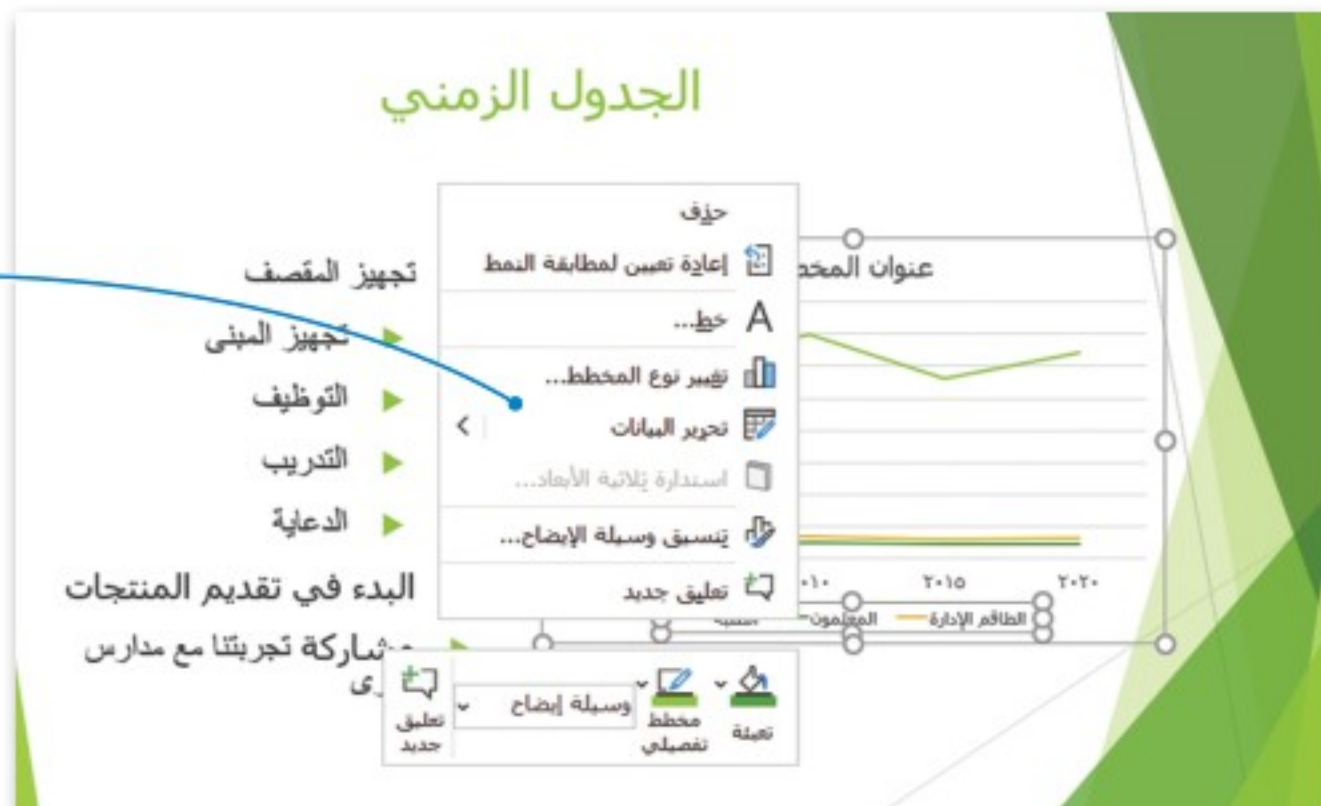 الجدول الزمني
عنوان المخط
٢٠١٠
٢٠١٥
٢٠٢٠
الطاقم الإدارة
المعلمون
حذف
إعادة تعيين لمطابقة النمط
خط...
تغيير نوع المخطط...
تحرير البيانات
استدارة ثلاثية الأبعاد...
تنسيق وسيلة الإيضاح...
تعليق جديد
تعبئة
مخطط
تفصيلي
وسيلة إيضاح
تعليق
جديد
تجهيز المقصف
تجهيز المبنى
التوظيف
التدريب
الدعاية
البدء في تقديم المنتجات
مشاركة تجربتنا مع مدارس